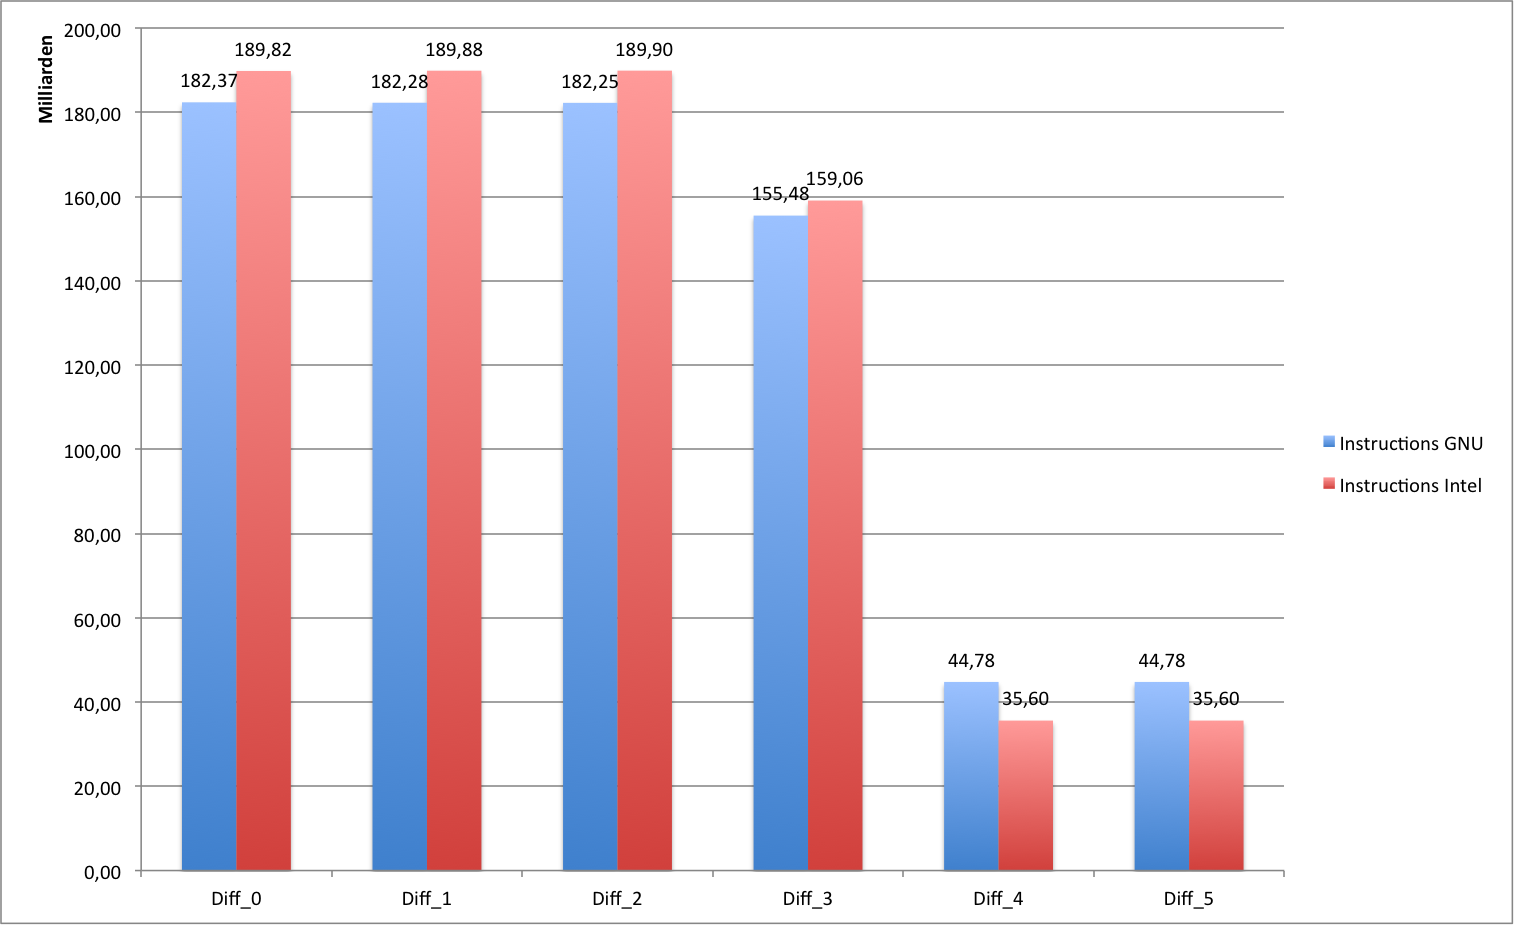 Milliarden
200,00
180,00
160,00
140,00
120,00
100,00
80,00
60,00
40,00
20,00
0,00
182,37
189,82
182,28
189,88
182,25
189,90
155,48
159,06
44,78
35,60
44,78
35,60
Diff_0
Diff_1
Diff_2
Diff_3
Diff_4
Diff_5
Instructions GNU
Instructions Intel